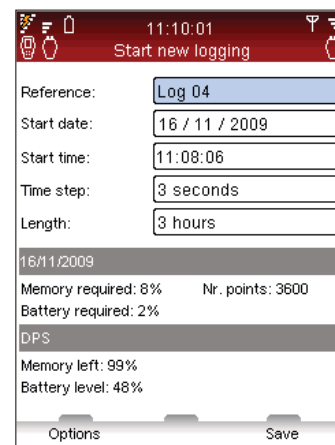 11:10:01
Start new logging
Reference: Log 04
Start date: 16 / 11 / 2009
Start time: 11:08:06
Time step: 3 seconds
Length: 3 hours
16/11/2009
Memory required: 8% Nr. points: 3600
Battery required: 2%
DPS
Memory left: 99%
Battery level: 48%
Options Save